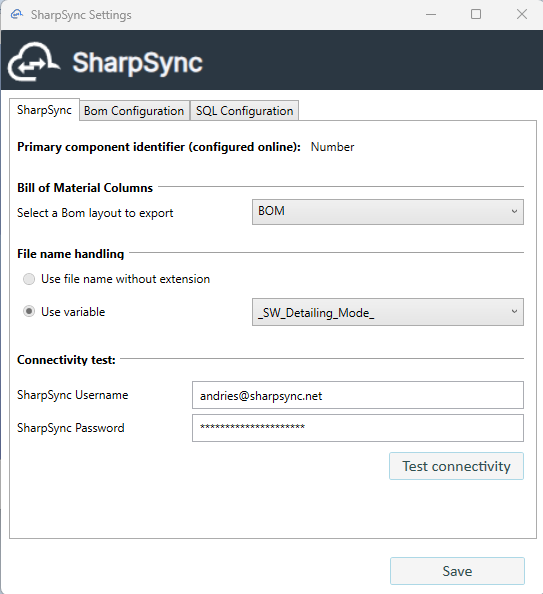 SharpSync Settings
SharpSync
SharpSync Bom Configuration SQL Configuration
Primary component identifier (configured online): Number
Bill of Material Columns
Select a Bom layout to export BOM
File name handling
Use file name without extension
Use variable _SW_Detailing_Mode_
Connectivity test:
SharpSync Username andries@sharpsync.net
SharpSync Password *********************
Test connectivity
Save